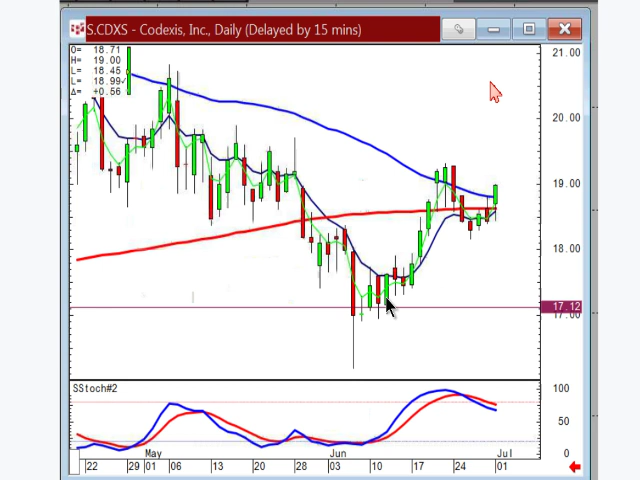 S.CDXS - Codexis, Inc., Daily (Delayed by 15 mins)
O= 18.71
H= 19.00
L= 18.45
L= 18.99
Δ= +0.56
21.00
20.00
19.00
18.00
17.12
17.00
SStoch#2
100
50
0
May Jun Jul
22 29 01 06 13 20 28 03 10 17 24 01